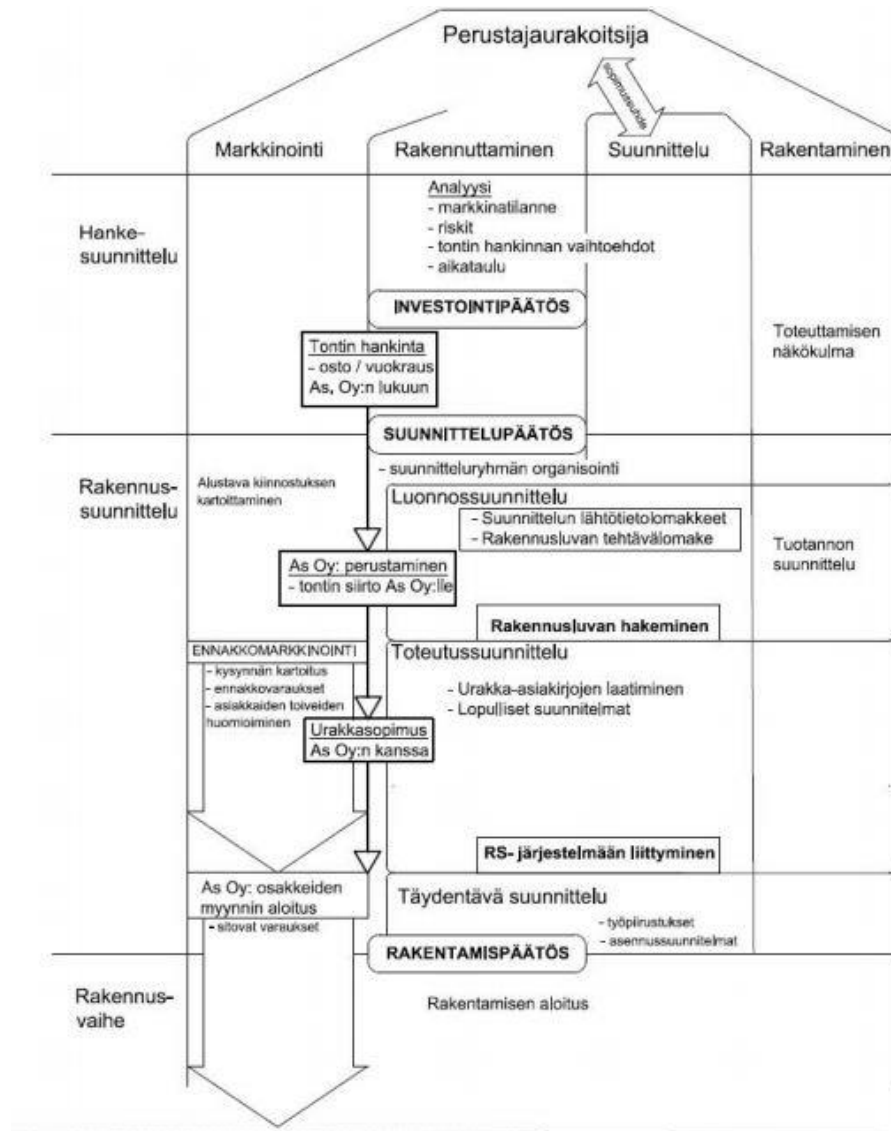 Perustajaurakoitsija
sopimussuhde
Markkinointi
Rakennuttaminen
Suunnittelu
Rakentaminen
Hanke-
suunnittelu
Analyysi
- markkinatilanne
- riskit
- tontin hankinnan vaihtoehdot
- aikataulu
INVESTOINTIPÄÄTÖS
Tontin hankinta
- osto / vuokraus
As, Oy:n lukuun
Toteuttamisen
näkökulma
SUUNNITTELUPÄÄTÖS
- suunnitteluryhmän organisointi
Rakennus-
suunnittelu
Alustava kiinnostuksen
kartoittaminen
Luonnossuunnittelu
- Suunnittelun lähtötietolomakkeet
- Rakennusluvan tehtävälomake
Tuotannon
suunnittelu
As Oy: perustaminen
- tontin siirto As Oy:lle
Rakennusluvan hakeminen
ENNAKKOMARKKINOINTI
- kysynnän kartoitus
- ennakkovaraukset
- asiakkaiden toiveiden
huomioiminen
Toteutussuunnittelu
- Urakka-asiakirjojen laatiminen
- Lopulliset suunnitelmat
Urakkasopimus
As Oy:n kanssa
RS- järjestelmään liittyminen
As Oy: osakkeiden
myynnin aloitus
- sitovat varaukset
Täydentävä suunnittelu
- työpiirustukset
- asennussuunnitelmat
RAKENTAMISPÄÄTÖS
Rakennus-
vaihe
Rakentamisen aloitus